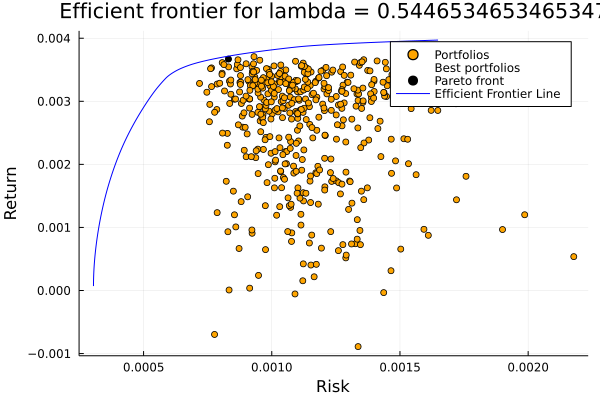 Efficient frontier for lambda = 0.544653465346534
Portfolios
Best portfolios
Pareto front
Efficient Frontier Line
Return
0.004
0.003
0.002
0.001
0.000
−0.001
0.0005
0.0010
0.0015
0.0020
Risk